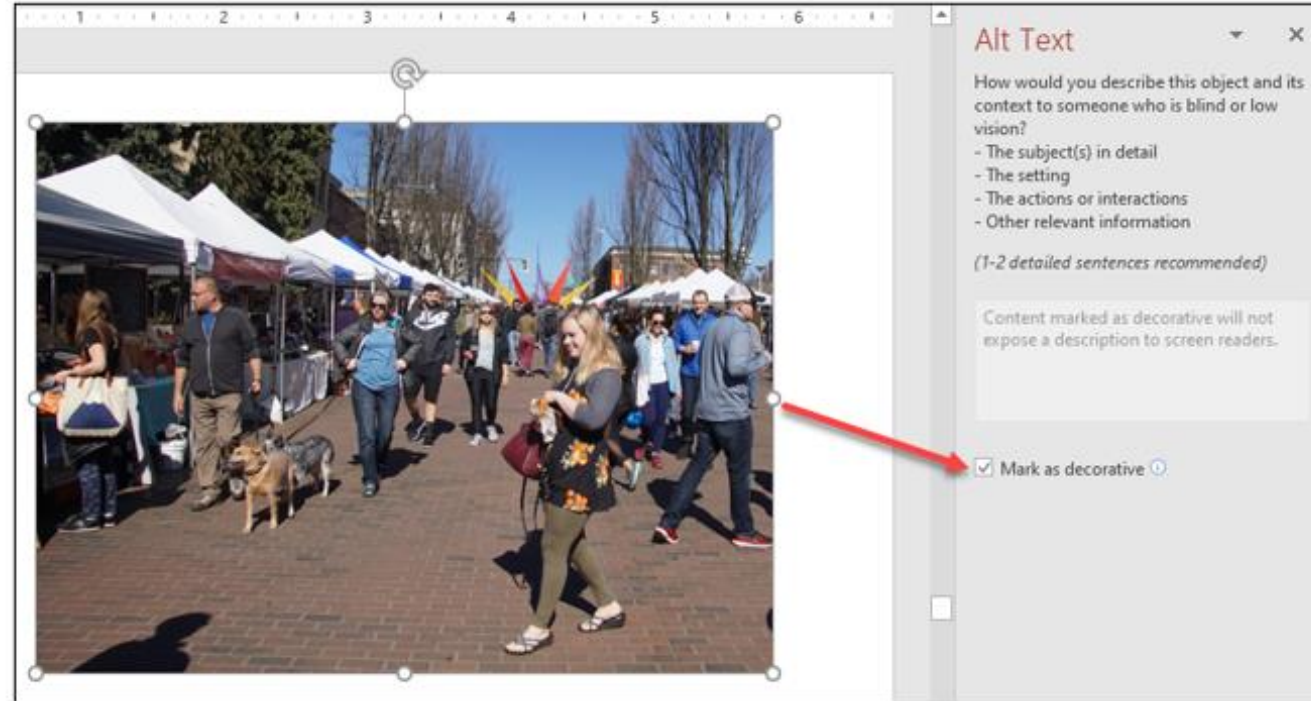 1 2 3 4 5 6
Alt Text
How would you describe this object and its
context to someone who is blind or low
vision?
- The subject(s) in detail
- The setting
- The actions or interactions
- Other relevant information
(1-2 detailed sentences recommended)
Content marked as decorative will not
expose a description to screen readers.
Mark as decorative